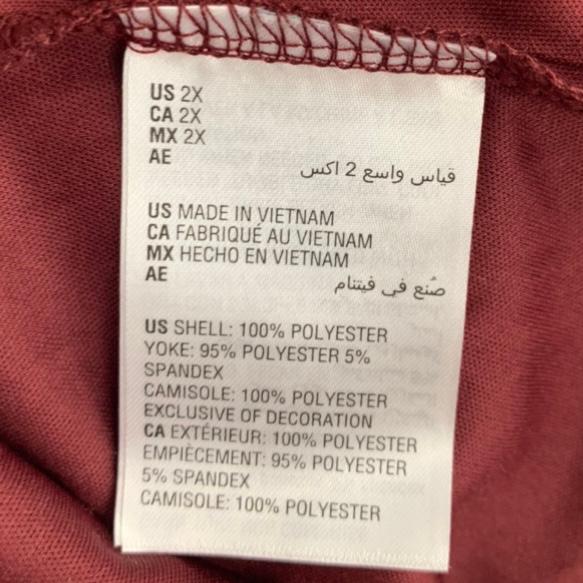 US 2X
CA 2X
MX 2X
AE
قياس واسع 2 اكس
US MADE IN VIETNAM
CA FABRIQUÉ AU VIETNAM
MX HECHO EN VIETNAM
AE
صُنع في فيتنام
US SHELL: 100% POLYESTER
YOKE: 95% POLYESTER 5%
SPANDEX
CAMISOLE: 100% POLYESTER
EXCLUSIVE OF DECORATION
CA EXTÉRIEUR: 100% POLYESTER
EMPIÈCEMENT: 95% POLYESTER
5% SPANDEX
CAMISOLE: 100% POLYESTER